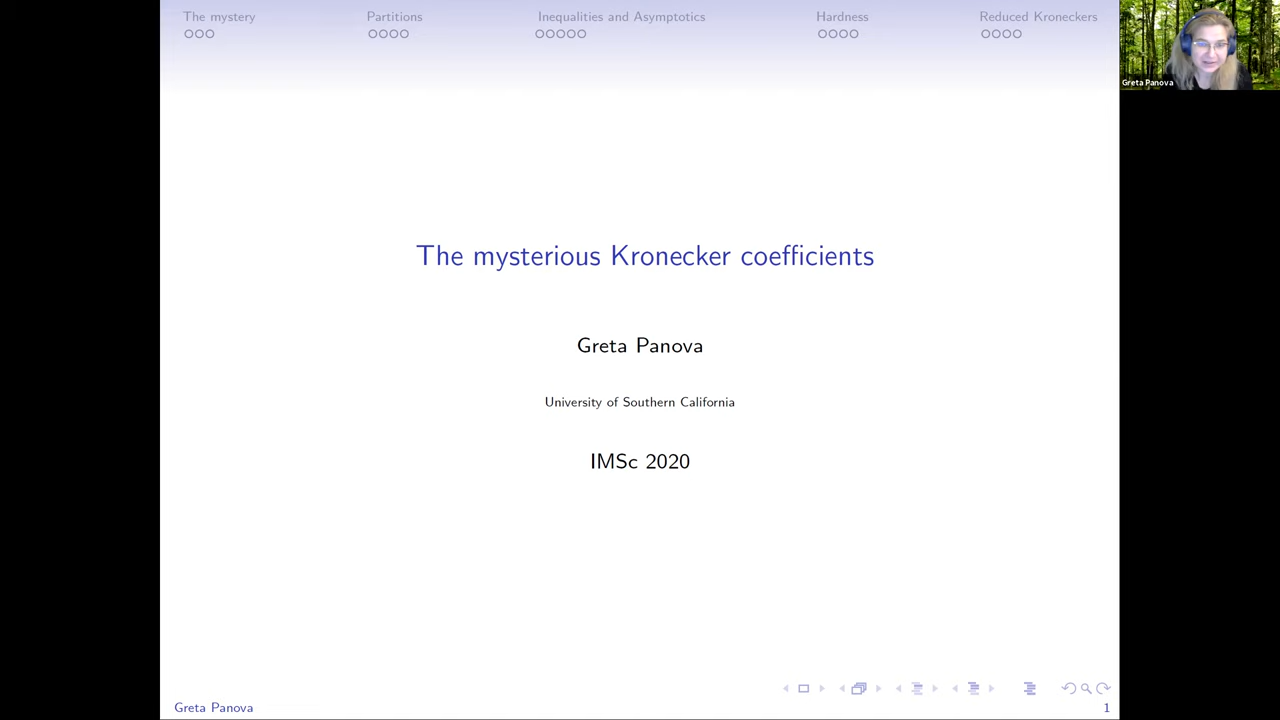 The mystery
Partitions
Inequalities and Asymptotics
Hardness
Reduced Kroneckers
Greta Panova
The mysterious Kronecker coefficients
Greta Panova
University of Southern California
IMSc 2020
Greta Panova
1